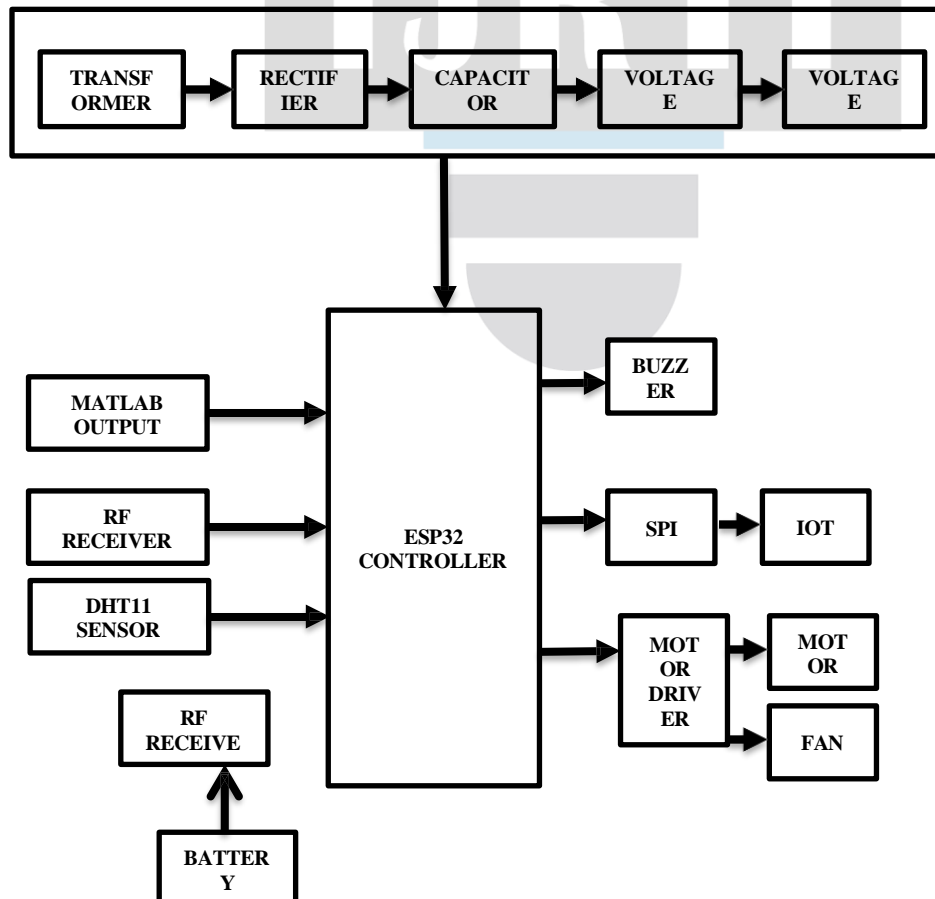 TRANSF
ORMER
RECTIF
IER
CAPACIT
OR
VOLTAG
E
VOLTAG
E
BUZZ
ER
MATLAB
OUTPUT
RF
RECEIVER
ESP32
CONTROLLER
SPI
IOT
DHT11
SENSOR
MOT
OR
DRIV
ER
MOT
OR
FAN
RF
RECEIVE
BATTER
Y